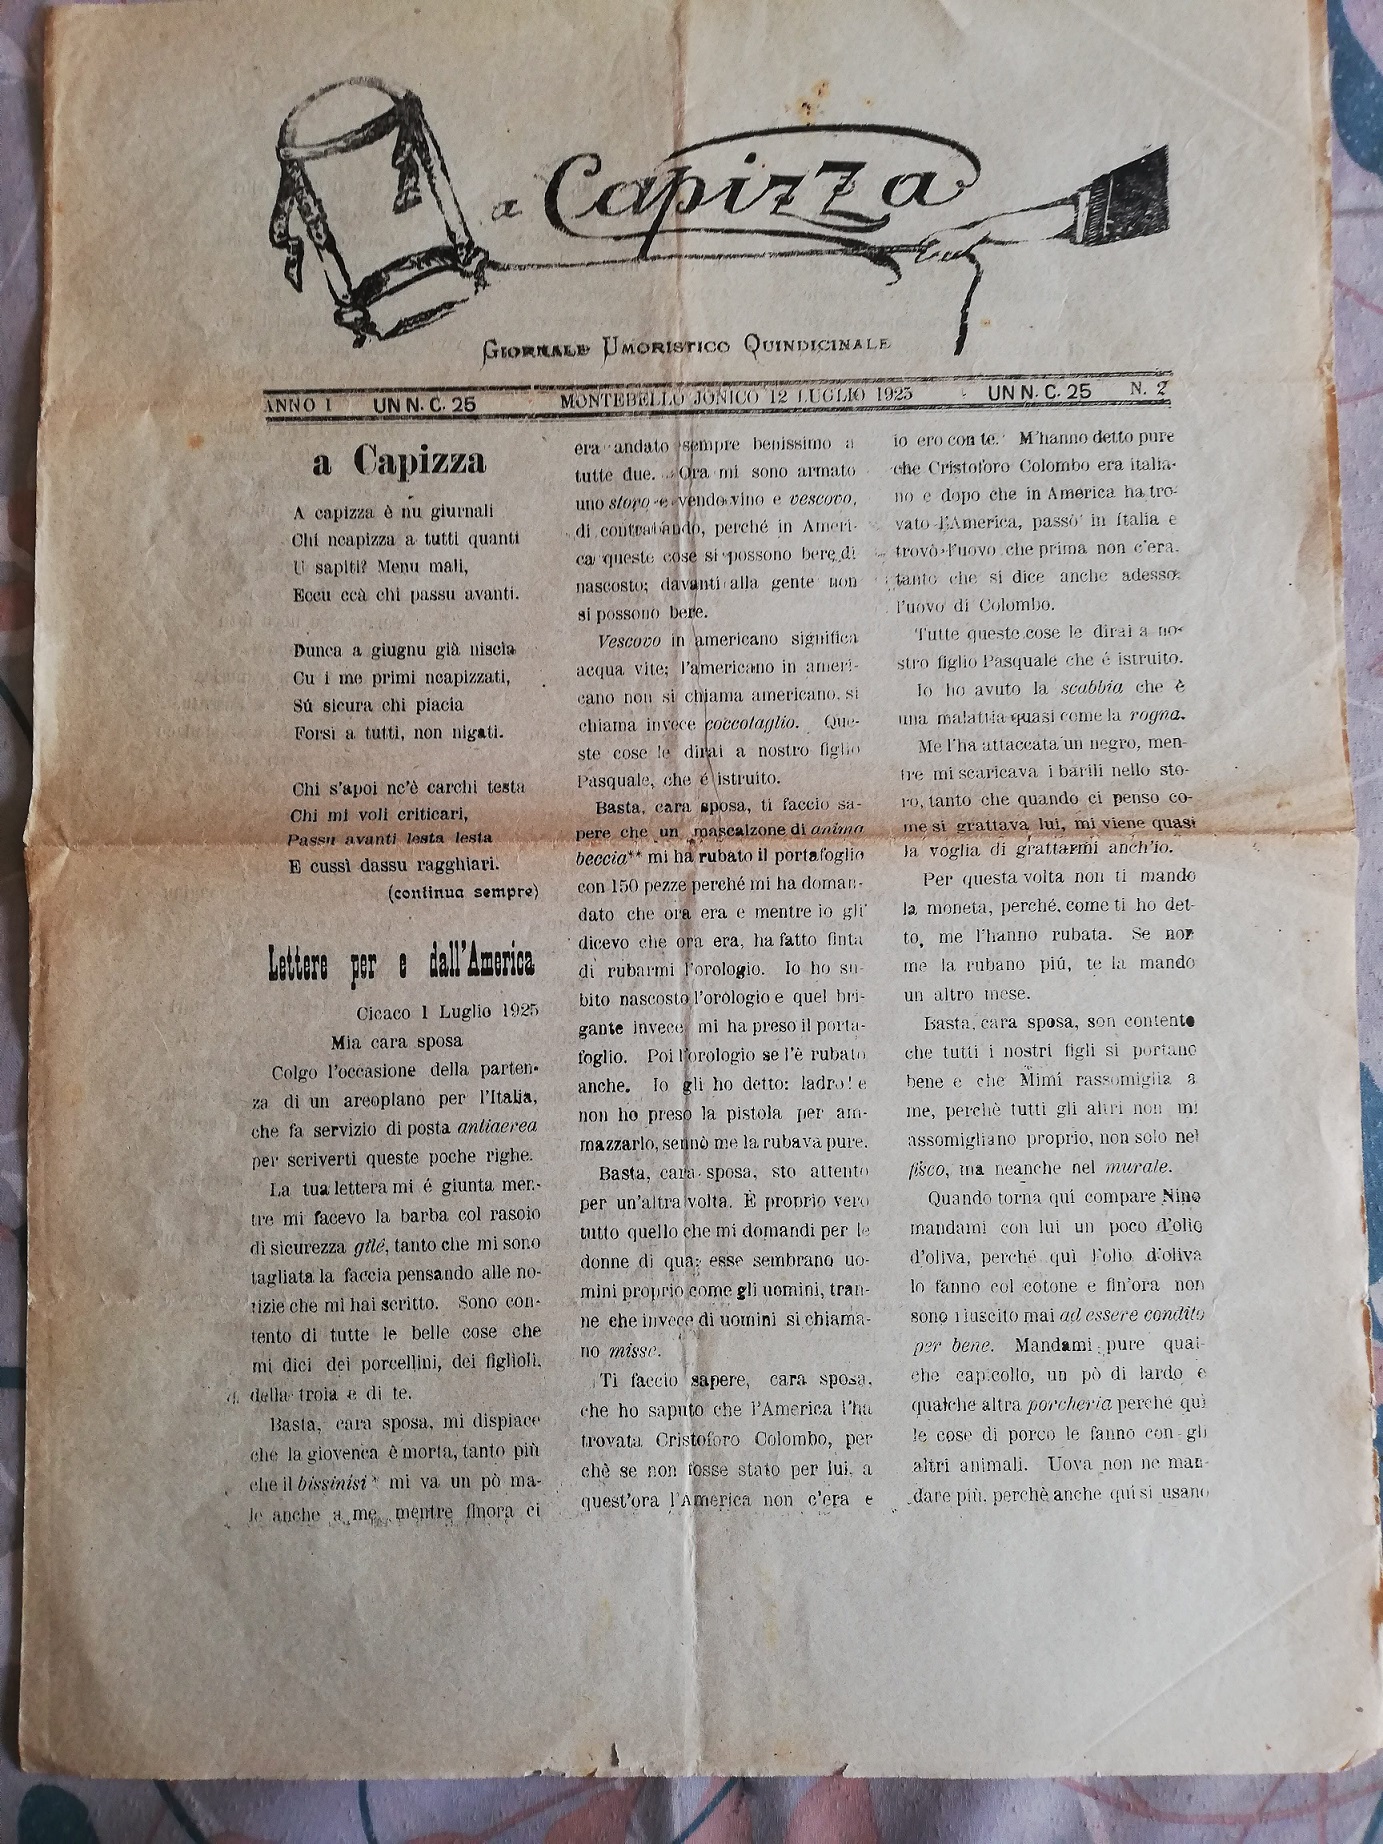 a Capizza
GIORNALE UMORISTICO QUINDICINALE
ANNO I UN N. C. 25 MONTEBELLO JONICO 12 LUGLIO 1925 UN N. C. 25 N. 2
a Capizza
A capizza è nu giurnali
Chi ncapizza a tutti quanti
U sapiti? Menu mali,
Eccu ccà chi passu avanti.
Dunca a giugnu già niscia
Cu i me primi ncapizzati,
Sú sicura chi piacia
Forsi a tutti, non nigati.
Chi s'apoi nc'è carchi testa
Chi mi voli criticari,
Passu avanti lesta lesta
E cussì dassu ragghiari.
(continua sempre)
Lettere per e dall'America
Cicaco 1 Luglio 1925
Mia cara sposa
Colgo l'occasione della parten-
za di un areoplano per l'Italia,
che fa servizio di posta antiaerea
per scriverti queste poche righe.
La tua lettera mi é giunta men-
tre mi facevo la barba col rasoio
di sicurezza gilé, tanto che mi sono
tagliata la faccia pensando alle no-
tizie che mi hai scritto. Sono con-
tento di tutte le belle cose che
mi dici dei porcellini, dei figlioli,
della troia e di te.
Basta, cara sposa, mi dispiace
che la giovenca è morta, tanto più
che il bissinisi* mi va un pò ma-
le anche a me, mentre finora ci
era andato sempre benissimo a
tutte due. Ora mi sono armato
uno storo e vendo vino e vescovo,
di contrabando, perché in Ameri-
ca queste cose si possono bere di
nascosto; davanti alla gente non
si possono bere.
Vescovo in americano significa
acqua vite; l'americano in ameri-
cano non si chiama americano, si
chiama invece coccotaglio. Que-
ste cose le dirai a nostro figlio
Pasquale, che é istruito.
Basta, cara sposa, ti faccio sa-
pere che un mascalzone di anima
beccia** mi ha rubato il portafoglio
con 150 pezze perché mi ha doman-
dato che ora era e mentre io gli
dicevo che ora era, ha fatto finta
di rubarmi l'orologio. Io ho su-
bito nascosto l'orologio e quel bri-
gante invece mi ha preso il porta-
foglio. Poi l'orologio se l'è rubato
anche. Io gli ho detto: ladro! e
non ho preso la pistola per am-
mazzarlo, sennò me la rubava pure.
Basta, cara sposa, sto attento
per un'altra volta. È proprio vero
tutto quello che mi domandi per le
donne di qua; esse sembrano uo-
mini proprio come gli uomini, tran-
ne che invece di uomini si chiama-
no misse.
Ti faccio sapere, cara sposa,
che ho saputo che l'America l'ha
trovata Cristoforo Colombo, per
chè se non fosse stato per lui, a
quest'ora l'America non c'era e
io ero con te. M'hanno detto pure
che Cristoforo Colombo era italia-
no e dopo che in America ha tro-
vato l'America, passò in Italia e
trovò l'uovo che prima non c'era,
tanto che si dice anche adesso:
l'uovo di Colombo.
Tutte queste cose le dirai a no-
stro figlio Pasquale che é istruito.
Io ho avuto la scabbia che è
una malattia quasi come la rogna.
Me l'ha attaccata un negro, men-
tre mi scaricava i barili nello sto-
ro, tanto che quando ci penso co-
me si grattava lui, mi viene quasi
la voglia di grattarmi anch'io.
Per questa volta non ti mando
la moneta, perché, come ti ho det-
to, me l'hanno rubata. Se non
me la rubano piú, te la mando
un altro mese.
Basta, cara sposa, son contento
che tutti i nostri figli si portano
bene e che Mimí rassomiglia a
me, perchè tutti gli altri non mi
assomigliano proprio, non solo nel
fisco, ma neanche nel murale.
Quando torna quí compare Nino
mandami con lui un poco d'olio
d'oliva, perché quì l'olio d'oliva
lo fanno col cotone e fin'ora non
sono riuscito mai ad essere condito
per bene. Mandami pure qual-
che capicollo, un pò di lardo e
qualche altra porcheria perché quì
le cose di porco le fanno con gli
altri animali. Uova non ne man-
dare più, perchè anche qui si usano